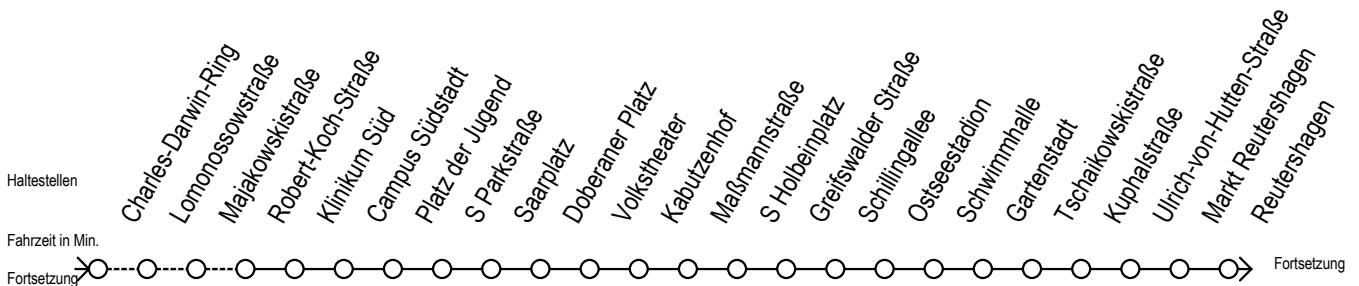 Haltestellen
Charles-Darwin-Ring
Lomonossowstraße
Majakowskistraße
Robert-Koch-Straße
Klinikum Süd
Campus Südstadt
Platz der Jugend
S Parkstraße
Saarplatz
Doberaner Platz
Volkstheater
Kabutzenhof
Maßmannstraße
S Holbeinplatz
Greifswalder Straße
Schillingallee
Ostseestadion
Schwimmhalle
Gartenstadt
Tschaikowskistraße
Kuphalstraße
Ulrich-von-Hutten-Straße
Markt Reutershagen
Reutershagen
Fahrzeit in Min.
Fortsetzung
Fortsetzung